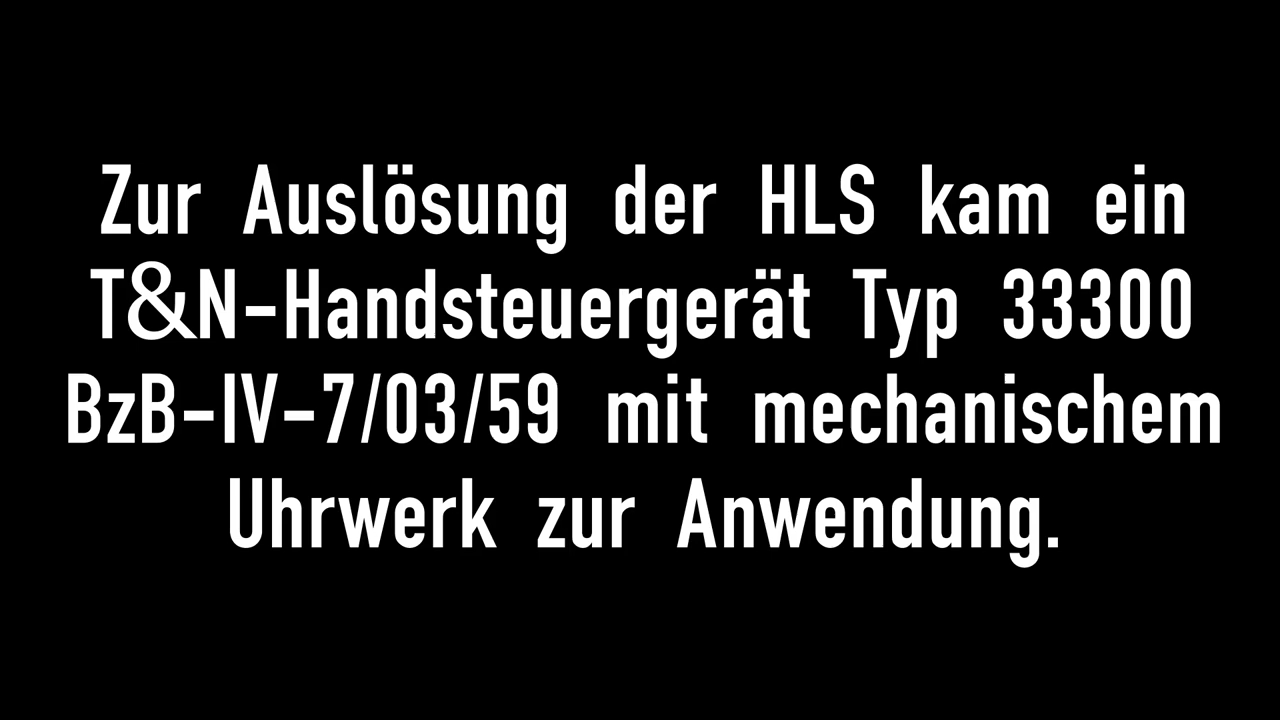 Zur Auslösung der HLS kam ein
T&N-Handsteuergerät Typ 33300
BzB-IV-7/03/59 mit mechanischem
Uhrwerk zur Anwendung.